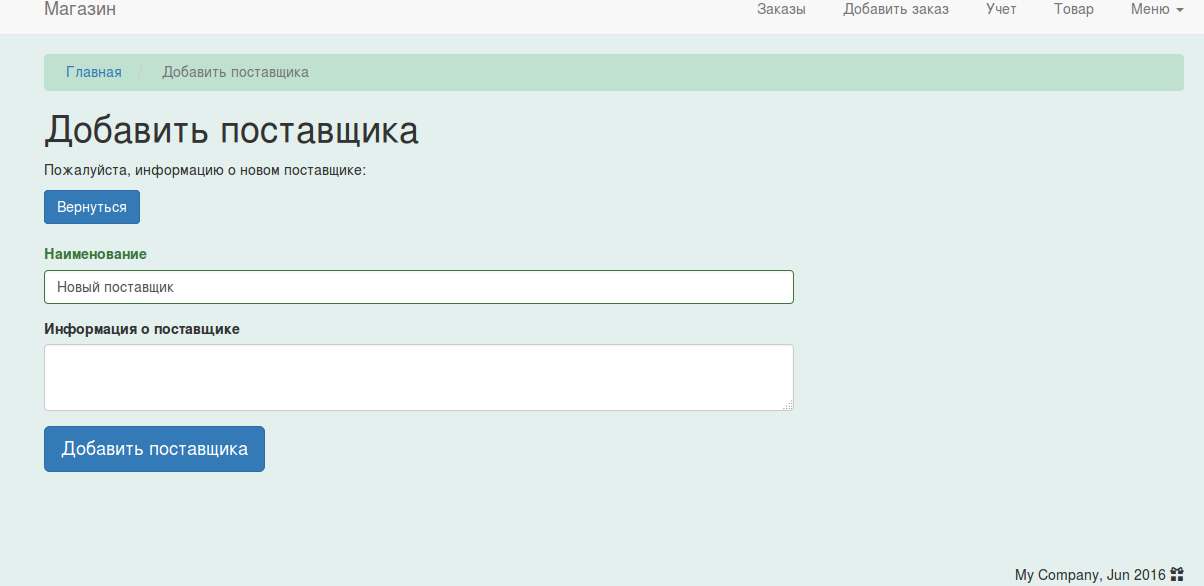 Магазин Заказы Добавить заказ Учет Товар Меню
Главная / Добавить поставщика
Добавить поставщика
Пожалуйста, информацию о новом поставщике:
Вернуться
Наименование
Новый поставщик
Информация о поставщике
Добавить поставщика
My Company, Jun 2016